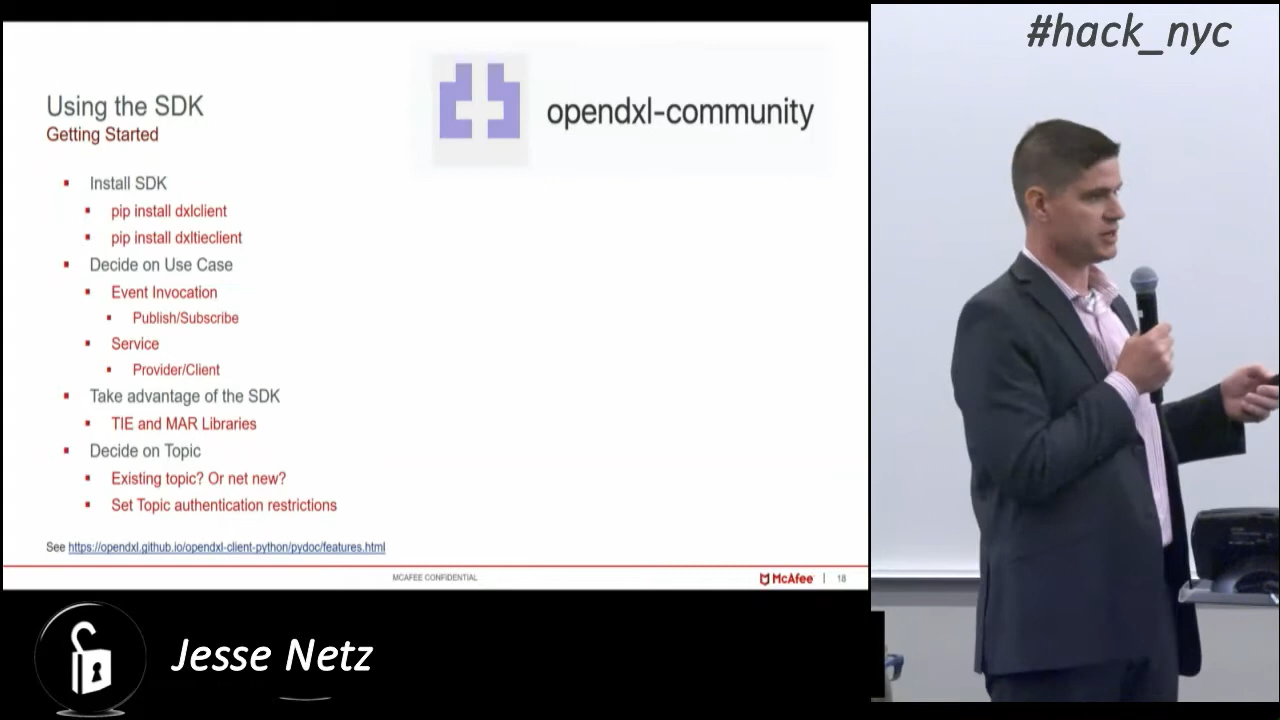 #hack_nyc
Using the SDK
Getting Started
opendxl-community
Install SDK
pip install dxlclient
pip install dxltieclient
Decide on Use Case
Event Invocation
Publish/Subscribe
Service
Provider/Client
Take advantage of the SDK
TIE and MAR Libraries
Decide on Topic
Existing topic? Or net new?
Set Topic authentication restrictions
See https://opendxl.github.io/opendxl-client-python/pydoc/features.html
MCAFEE CONFIDENTIAL
McAfee | 18
Jesse Netz